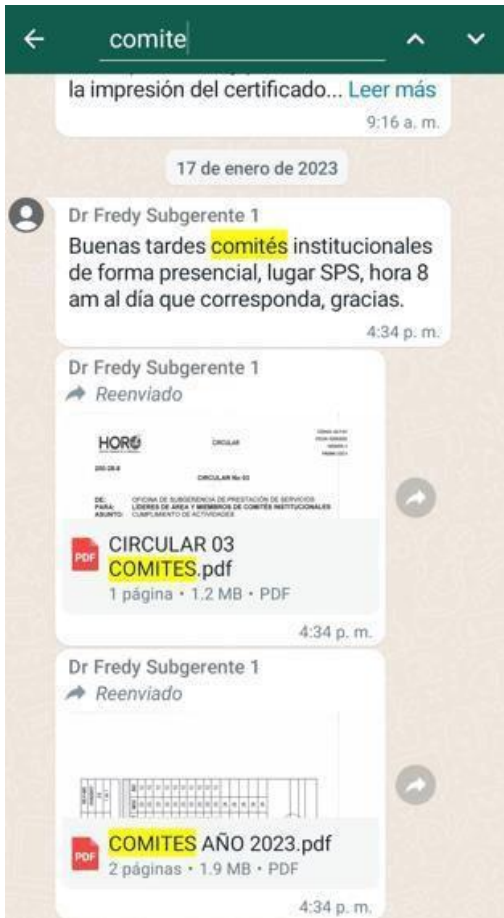 comite
la impresión del certificado... Leer más
9:16 a. m.
17 de enero de 2023
Dr Fredy Subgerente 1
Buenas tardes comités institucionales
de forma presencial, lugar SPS, hora 8
am al día que corresponda, gracias.
4:34 p. m.
Dr Fredy Subgerente 1
Reenviado
HORO
CIRCULAR
CIRCULAR No 03
DE: OFICINA DE SUBGERENCIA DE PRESTACIÓN DE SERVICIOS
PARA: LÍDERES DE ÁREA Y MIEMBROS DE COMITÉS INSTITUCIONALES
ASUNTO: CUMPLIMIENTO DE ACTIVIDADES
PDF
CIRCULAR 03
COMITES.pdf
1 página • 1.2 MB • PDF
4:34 p. m.
Dr Fredy Subgerente 1
Reenviado
PDF
COMITES AÑO 2023.pdf
2 páginas • 1.9 MB • PDF
4:34 p. m.